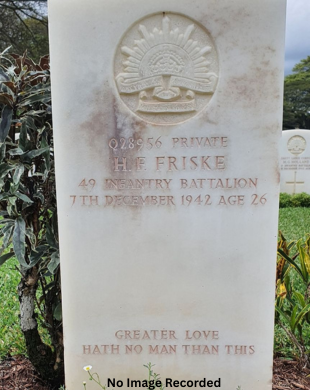 QZ8956 PRIVATE
H.F. FRISKE
49 INFANTRY BATTALION
7TH DECEMBER 1942 AGE 26
GREATER LOVE
HATH NO MAN THAN THIS
No Image Recorded